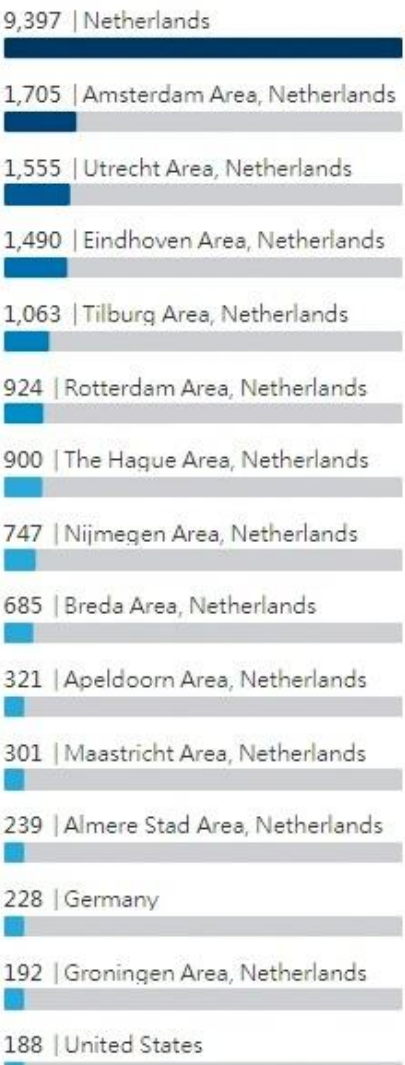 9,397 | Netherlands
1,705 | Amsterdam Area, Netherlands
1,555 | Utrecht Area, Netherlands
1,490 | Eindhoven Area, Netherlands
1,063 | Tilburg Area, Netherlands
924 | Rotterdam Area, Netherlands
900 | The Hague Area, Netherlands
747 | Nijmegen Area, Netherlands
685 | Breda Area, Netherlands
321 | Apeldoorn Area, Netherlands
301 | Maastricht Area, Netherlands
239 | Almere Stad Area, Netherlands
228 | Germany
192 | Groningen Area, Netherlands
188 | United States